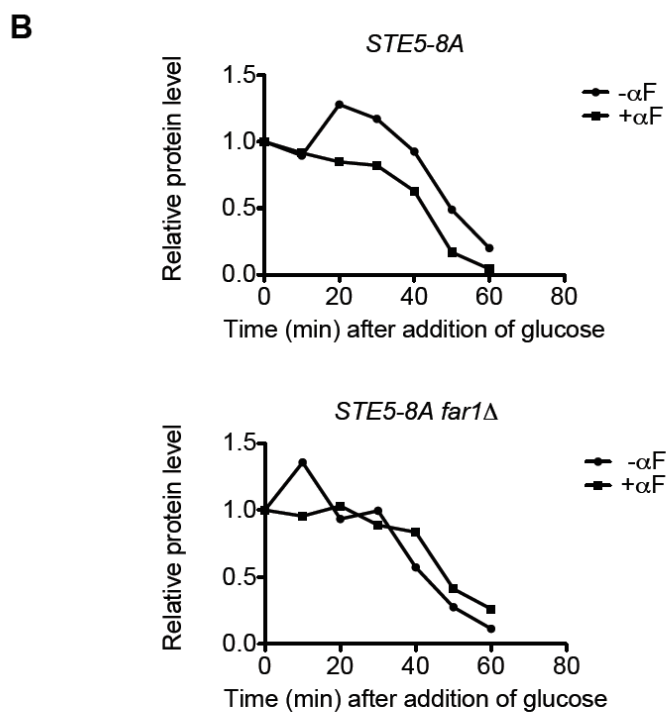 B
STE5-8A
Relative protein level
1.5
1.0
0.5
0.0
0 20 40 60 80
Time (min) after addition of glucose
-αF
+αF
STE5-8A far1Δ
Relative protein level
1.5
1.0
0.5
0.0
0 20 40 60 80
Time (min) after addition of glucose
-αF
+αF